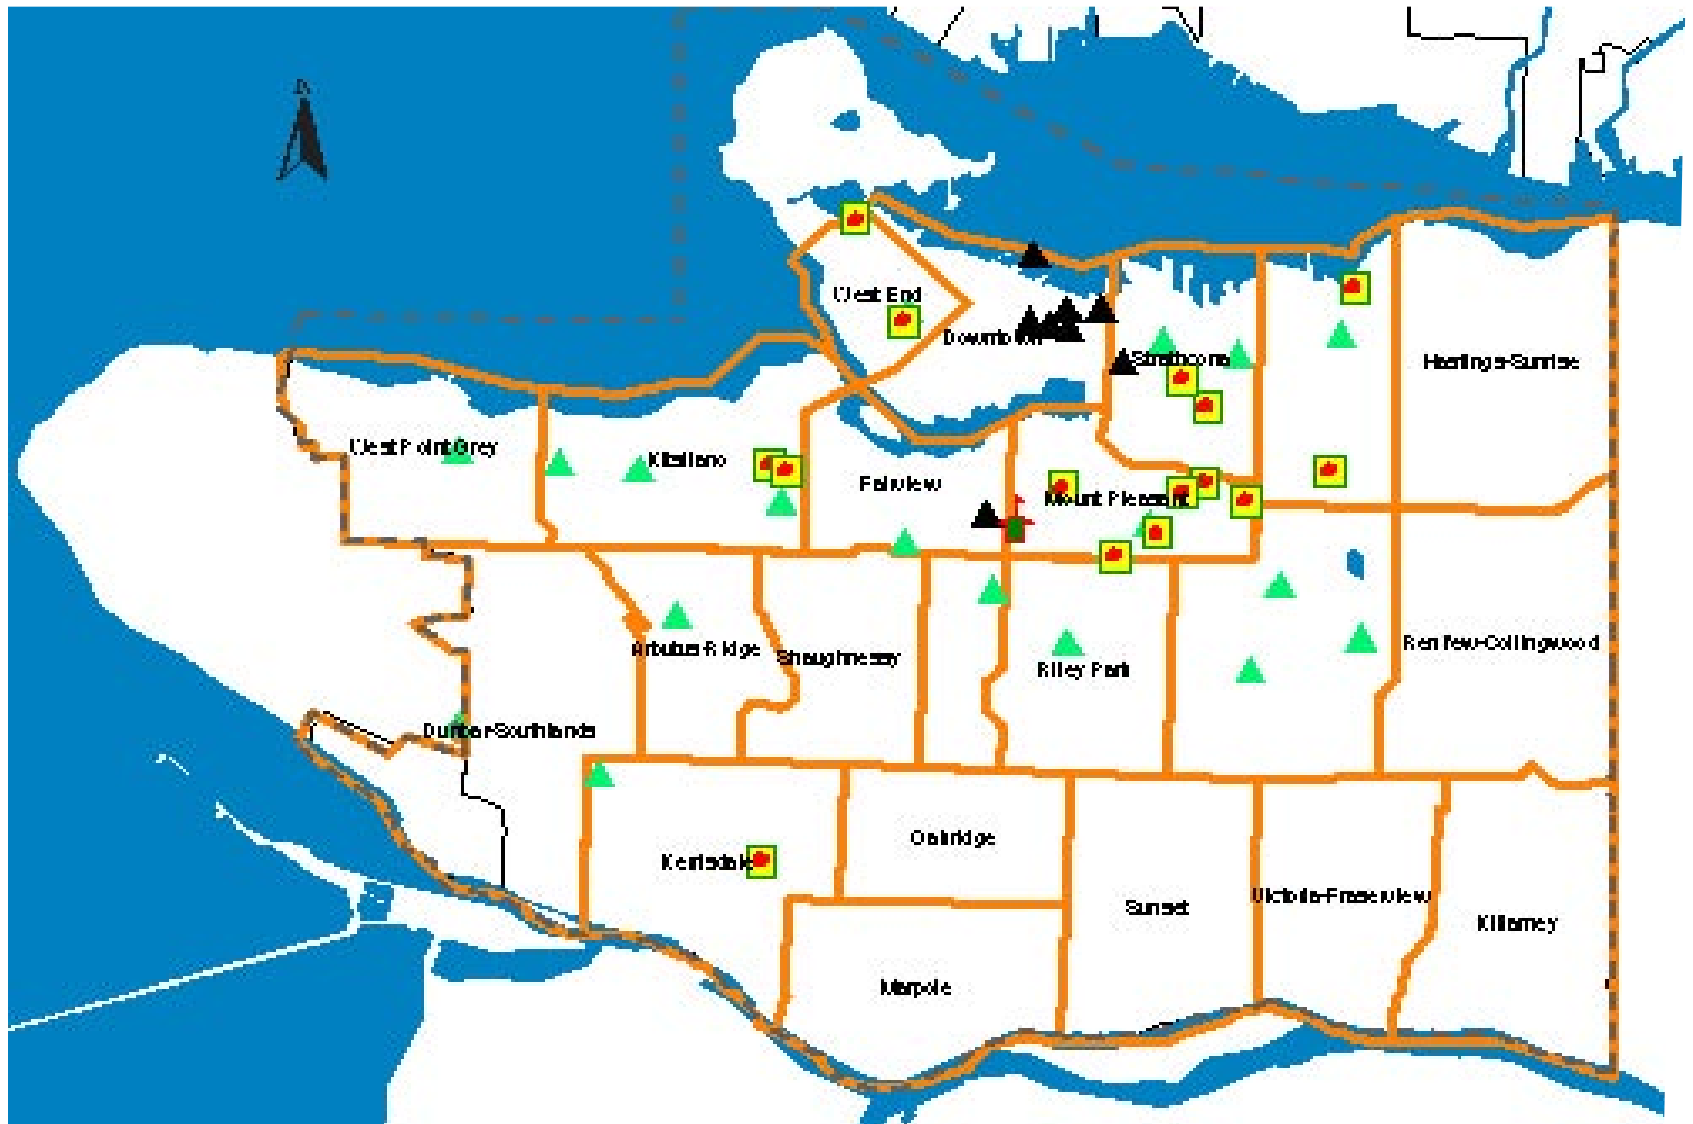 N
West End
Downtown
Strathcona
Hastings-Sunrise
West Point Grey
Kitsilano
Fairview
Mount Pleasant
Arbutus-Ridge
Shaughnessy
Riley Park
Renfrew-Collingwood
Dunbar-Southlands
Kerrisdale
Oakridge
Sunset
Victoria-Fraserview
Killarney
Marpole